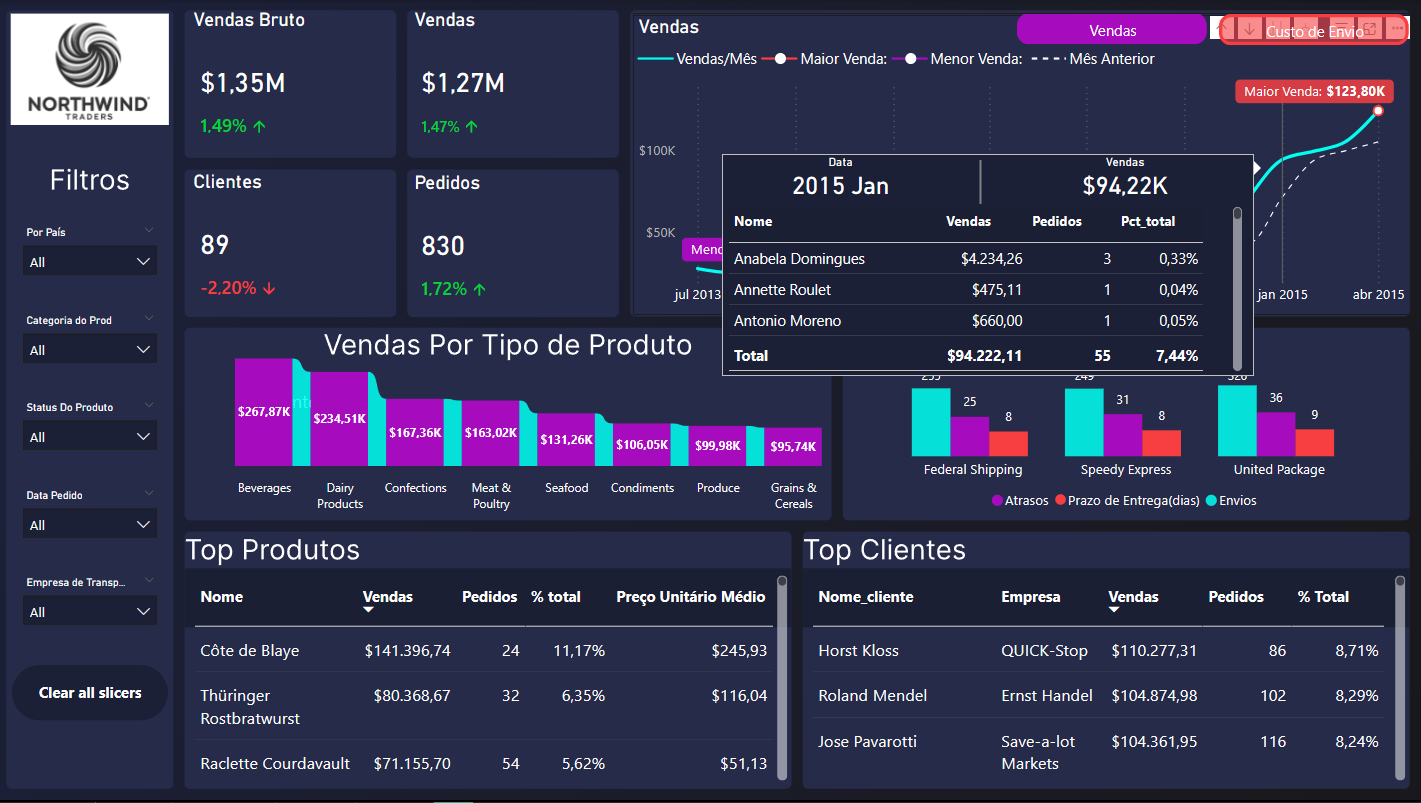 NORTHWIND
TRADERS
Filtros
Por País
All
Categoria do Prod
All
Status Do Produto
All
Data Pedido
All
Empresa de Transp...
All
Clear all slicers
Vendas Bruto
$1,35M
1,49% ↑
Vendas
$1,27M
1,47% ↑
Clientes
89
-2,20% ↓
Pedidos
830
1,72% ↑
Vendas
Vendas
Custo de Envio
Vendas/Mês Maior Venda: Menor Venda: Mês Anterior
Maior Venda: $123,80K
$100K
$50K
jul 2013
jan 2015
abr 2015
Data
2015 Jan
Vendas
$94,22K
Nome Vendas Pedidos Pct_total
Anabela Domingues $4.234,26 3 0,33%
Annette Roulet $475,11 1 0,04%
Antonio Moreno $660,00 1 0,05%
Total $94.222,11 55 7,44%
Vendas Por Tipo de Produto
$267,87K $234,51K $167,36K $163,02K $131,26K $106,05K $99,98K $95,74K
Beverages Dairy Products Confections Meat & Poultry Seafood Condiments Produce Grains & Cereals
25 8 31 8 36 9
Federal Shipping Speedy Express United Package
Atrasos Prazo de Entrega(dias) Envios
Top Produtos
Nome Vendas Pedidos % total Preço Unitário Médio
Côte de Blaye $141.396,74 24 11,17% $245,93
Thüringer Rostbratwurst $80.368,67 32 6,35% $116,04
Raclette Courdavault $71.155,70 54 5,62% $51,13
Top Clientes
Nome_cliente Empresa Vendas Pedidos % Total
Horst Kloss QUICK-Stop $110.277,31 86 8,71%
Roland Mendel Ernst Handel $104.874,98 102 8,29%
Jose Pavarotti Save-a-lot Markets $104.361,95 116 8,24%